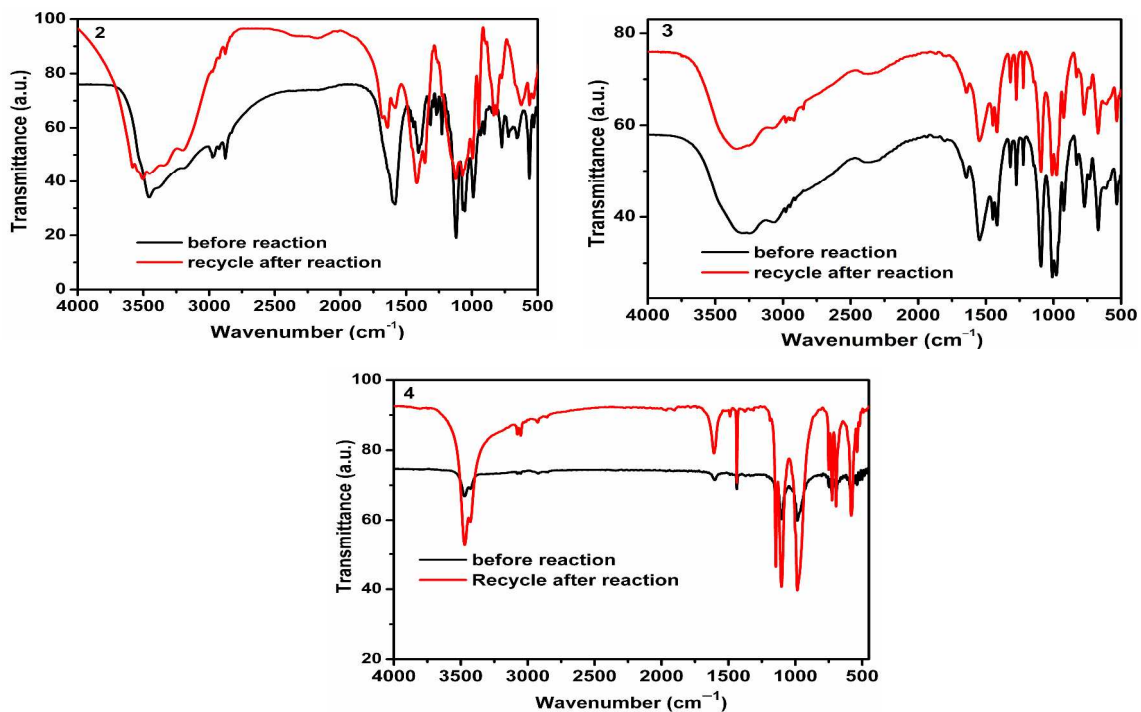 2
100
80
60
40
20
0
Transmittance (a.u.)
before reaction
recycle after reaction
4000 3500 3000 2500 2000 1500 1000 500
Wavenumber (cm-1)
3
80
60
40
Transmittance (a.u.)
before reaction
recycle after reaction
4000 3500 3000 2500 2000 1500 1000 500
Wavenumber (cm−1)
4
100
80
60
40
20
Transmittance (a.u.)
before reaction
Recycle after reaction
4000 3500 3000 2500 2000 1500 1000 500
Wavenumber (cm−1)